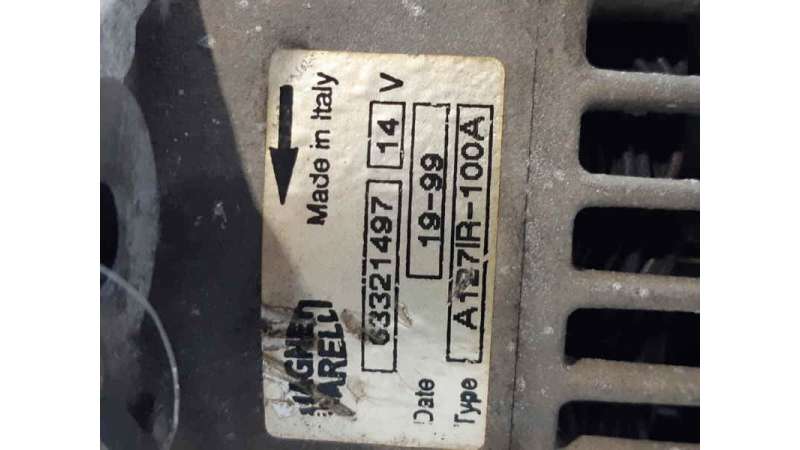 MAGNETI
MARELLI
Made in Italy
63321497 14 V
Date 19-99
Type A127IR-100A